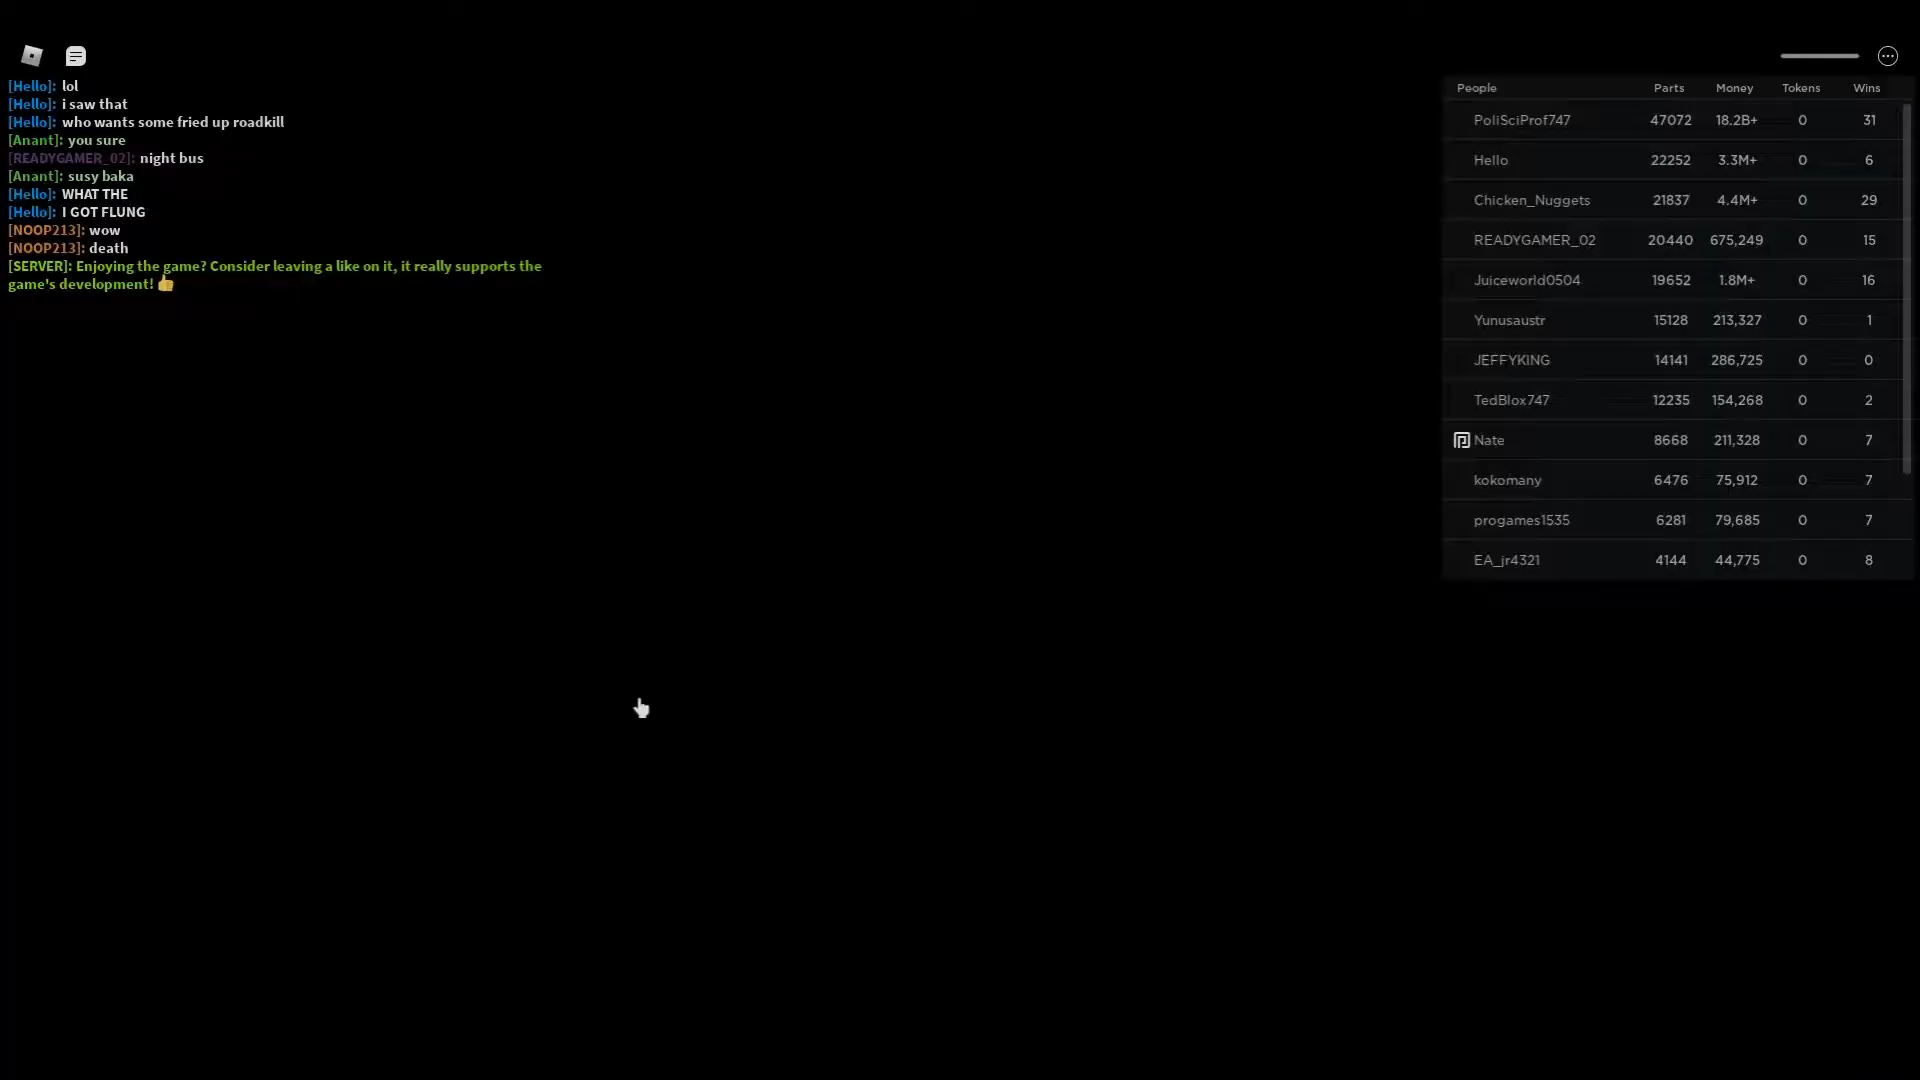 [Hello]: lol
[Hello]: i saw that
[Hello]: who wants some fried up roadkill
[Anant]: you sure
[READYGAMER_02]: night bus
[Anant]: susy baka
[Hello]: WHAT THE
[Hello]: I GOT FLUNG
[NOOP213]: wow
[NOOP213]: death
[SERVER]: Enjoying the game? Consider leaving a like on it, it really supports the
game's development! 👍
People Parts Money Tokens Wins
PoliSciProf747 47072 18.2B+ 0 31
Hello 22252 3.3M+ 0 6
Chicken_Nuggets 21837 4.4M+ 0 29
READYGAMER_02 20440 675,249 0 15
Juiceworld0504 19652 1.8M+ 0 16
Yunusaustr 15128 213,327 0 1
JEFFYKING 14141 286,725 0 0
TedBlox747 12235 154,268 0 2
Nate 8668 211,328 0 7
kokomany 6476 75,912 0 7
progames1535 6281 79,685 0 7
EA_jr4321 4144 44,775 0 8